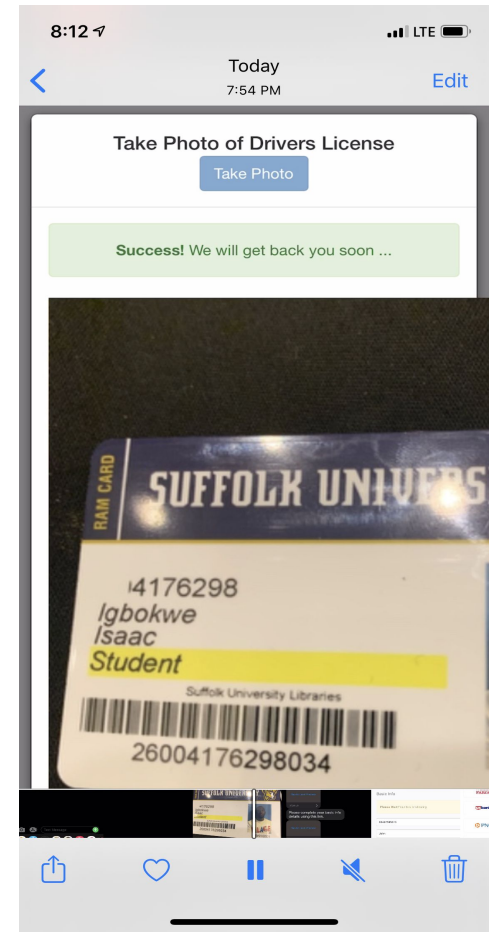 8:12
LTE
Today
7:54 PM
Edit
Take Photo of Drivers License
Take Photo
Success! We will get back you soon ...
RAM CARD
SUFFOLK UNIVERS
4176298
Igbokwe
Isaac
Student
Suffolk University Libraries
26004176298034